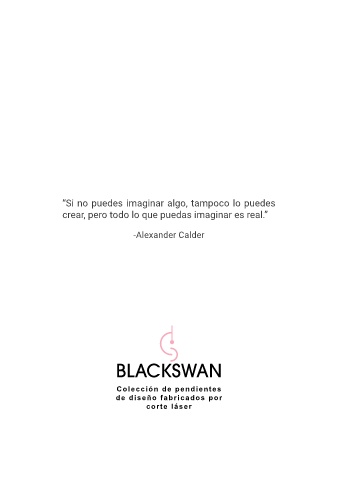 “Si no puedes imaginar algo, tampoco lo puedes
crear, pero todo lo que puedas imaginar es real.”
-Alexander Calder
BLACKSWAN
Colección de pendientes
de diseño fabricados por
corte láser